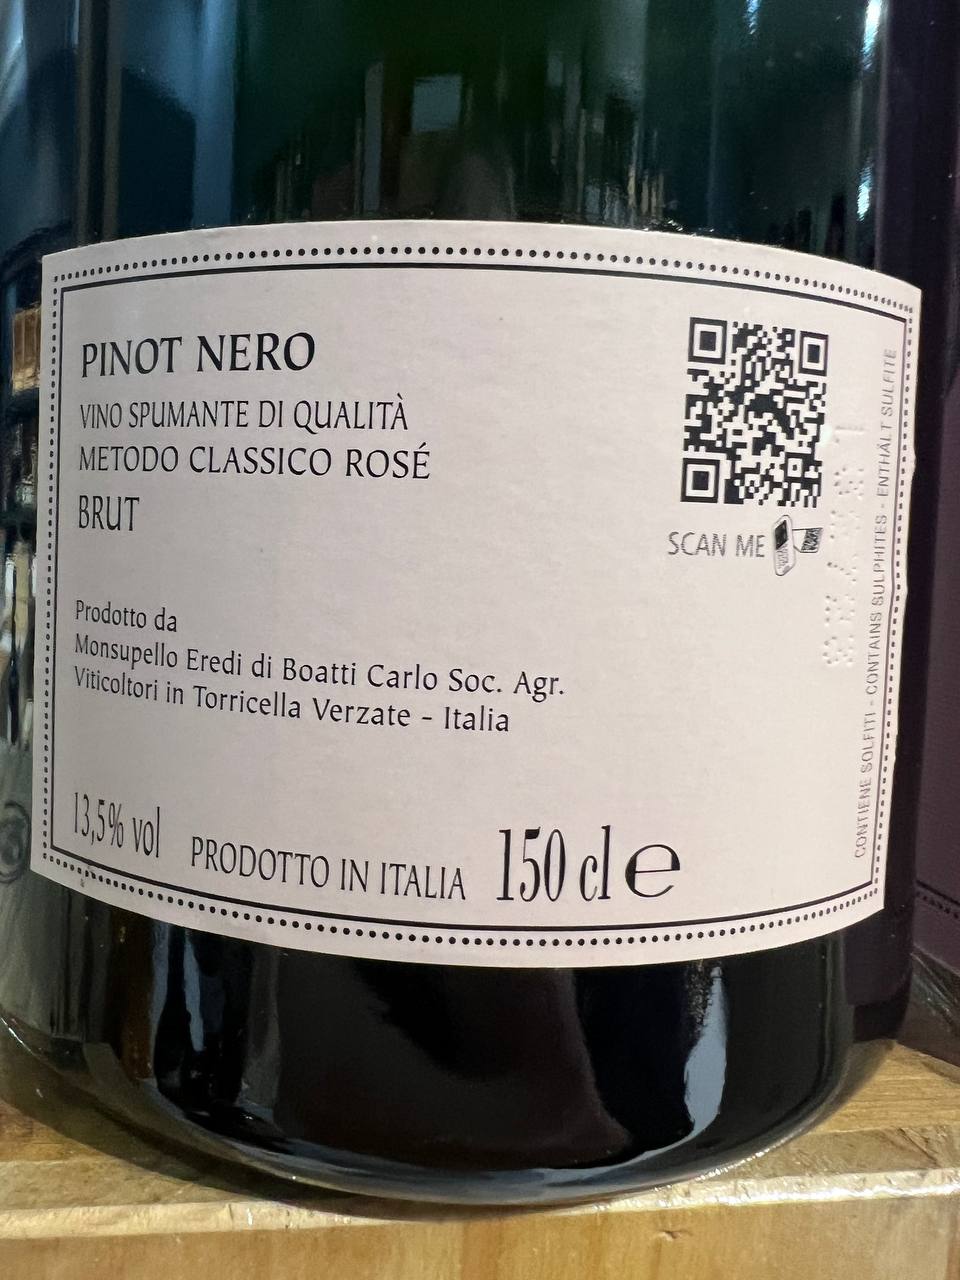 PINOT NERO
VINO SPUMANTE DI QUALITÀ
METODO CLASSICO ROSÉ
BRUT
SCAN ME
Prodotto da
Monsupello Eredi di Boatti Carlo Soc. Agr.
Viticoltori in Torricella Verzate - Italia
13,5% vol
PRODOTTO IN ITALIA
150 cl e
CONTIENE SOLFITI - CONTAINS SULPHITES - ENTHÄLT SULFITE